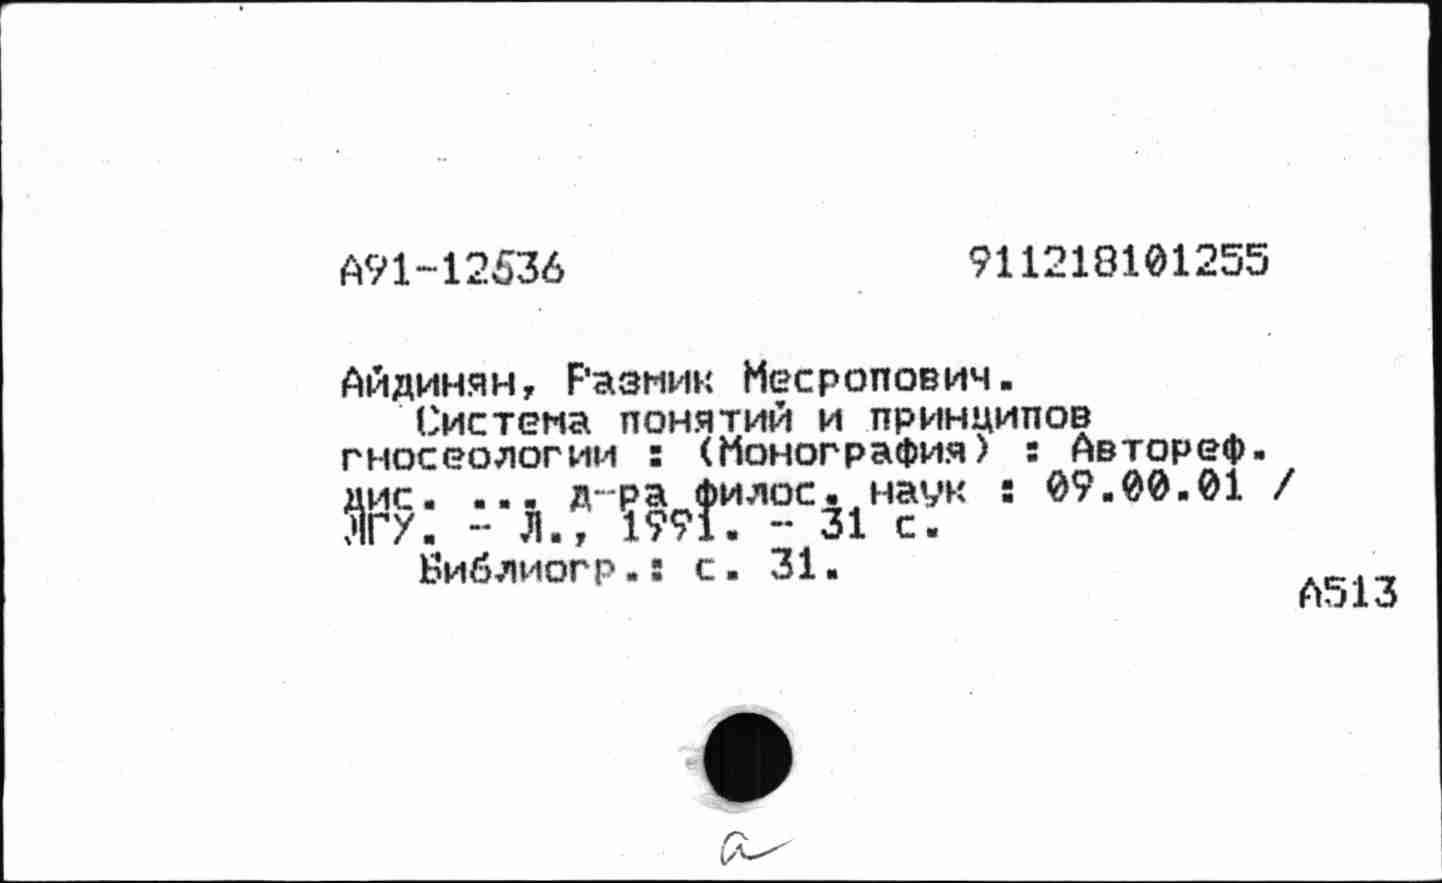 А91-12536
911218101255
Айдинян, Размик Месропович.
Система понятий и принципов
гносеологии : (Монография) : Автореф.
дис. ... д-ра филос. наук : 09.00.01 /
ЛГУ. - Л., 1991. - 31 с.
Библиогр.: с. 31.
А513
а